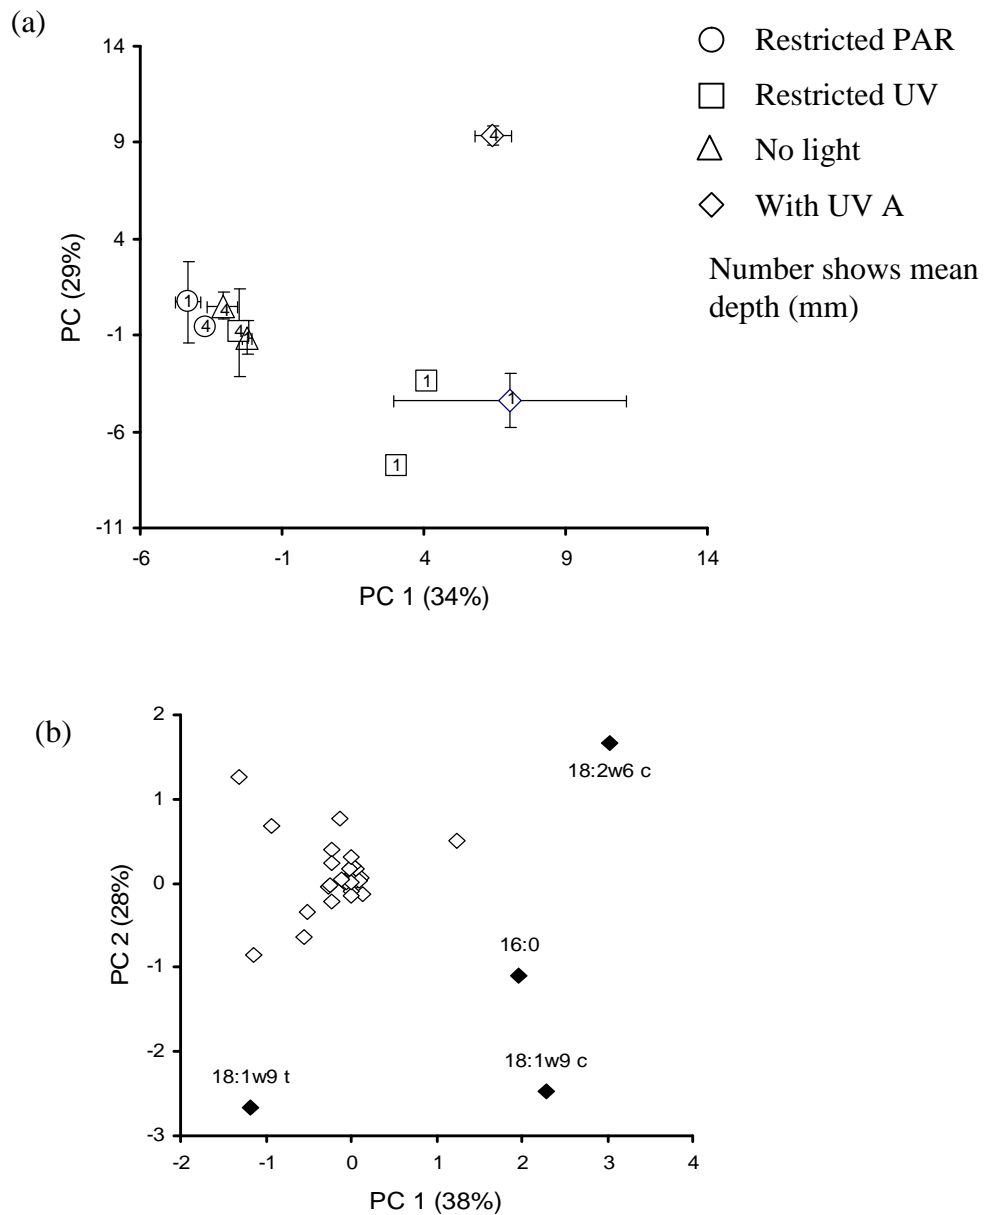 (a)
14
9
4
-1
-6
-11
-6
-1
4
9
14
PC (29%)
PC 1 (34%)
4
1
4
4
4
1
1
1
1
Restricted PAR
Restricted UV
No light
With UV A
Number shows mean
depth (mm)
(b)
2
1
0
-1
-2
-3
-2
-1
0
1
2
3
4
PC 2 (28%)
PC 1 (38%)
18:2w6 c
16:0
18:1w9 c
18:1w9 t